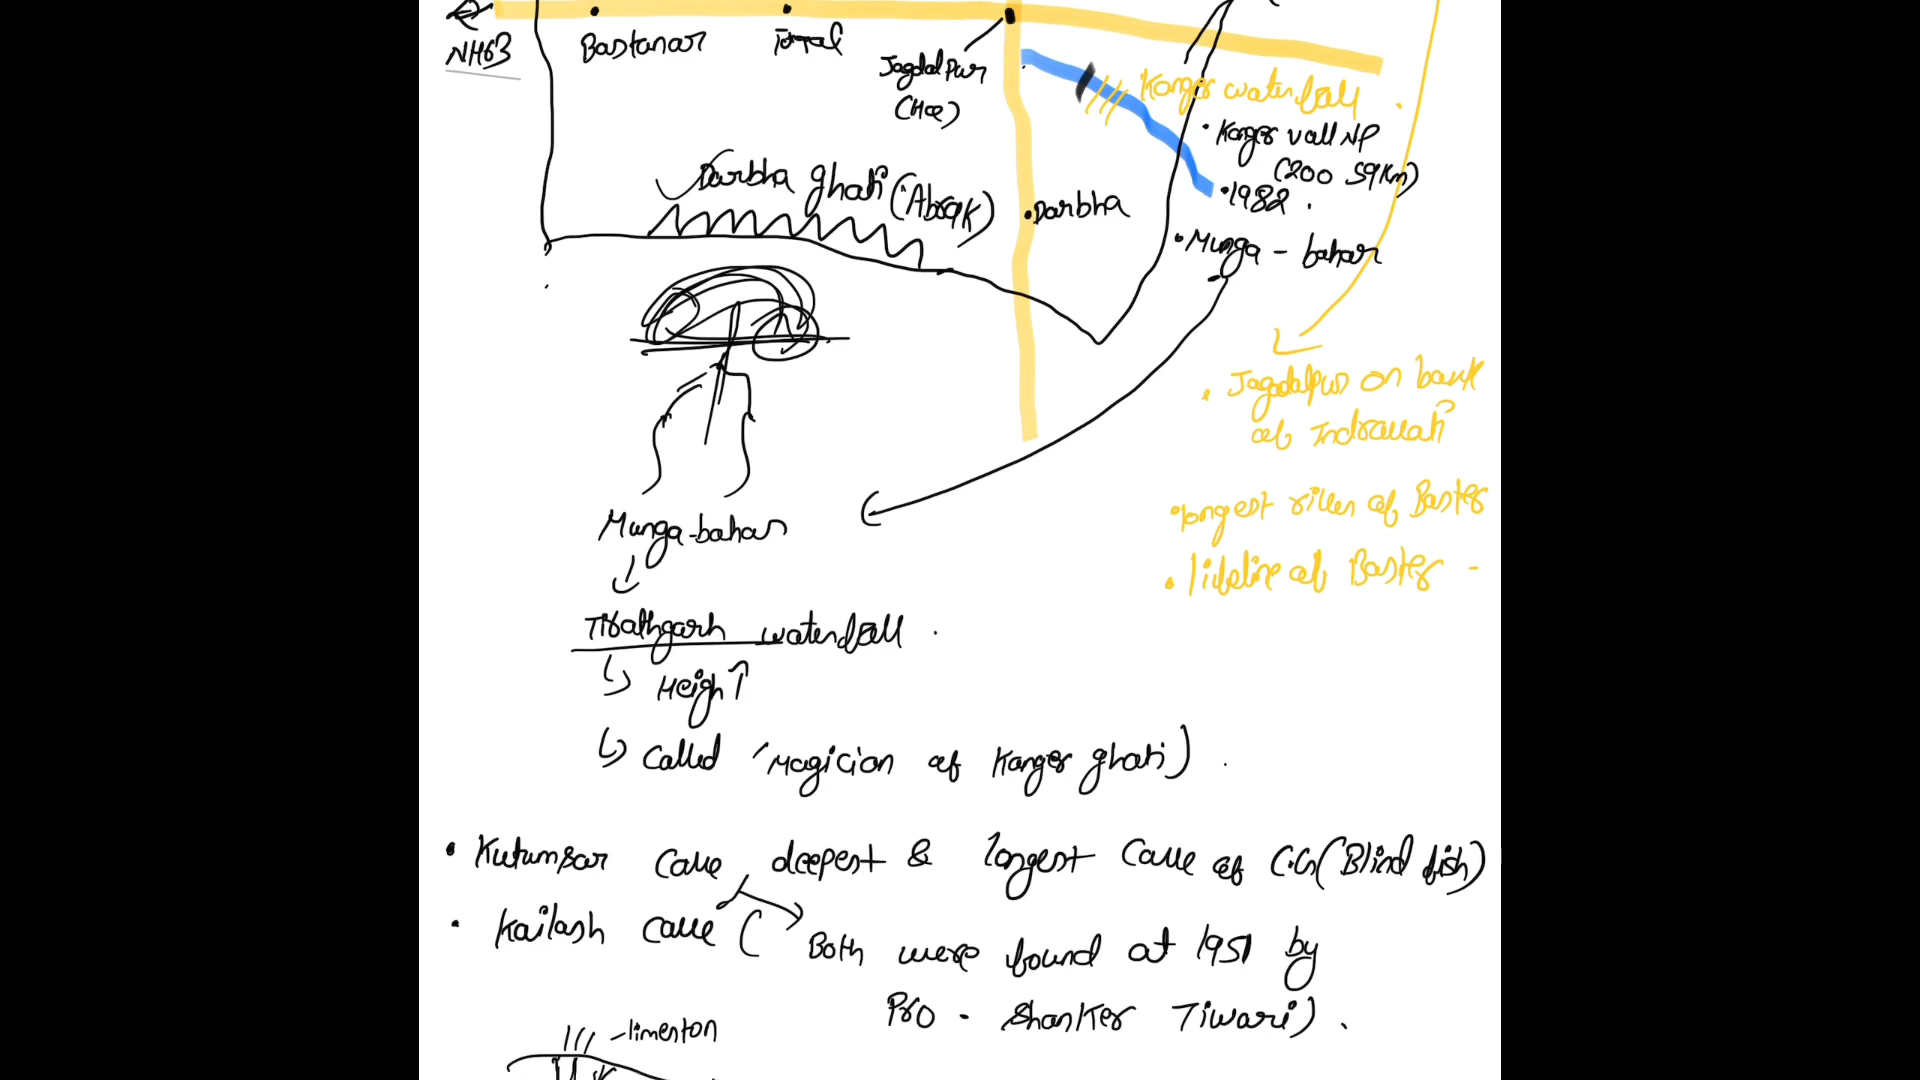 NH63
Bastanar
Tokapal
Jagdalpur
(HQ)
Kanger waterfall
• Kanger vall NP
(200 sqkm)
• 1982
Darbha ghati (Abrak)
• Darbha
• Munga - bahar
• Jagdalpur on bank
of Indravati
• longest river of Baster
• lifeline of Baster -
Munga-bahar
Tirathgarh waterfall
Heigh↑
called 'Magician of Kanger ghati)
• Kutumsar cave deepest & longest cave of C.G (Blind fish)
• Kailash cave (
Both were found at 1951 by
Pro - Shanker Tiwari)
limeston